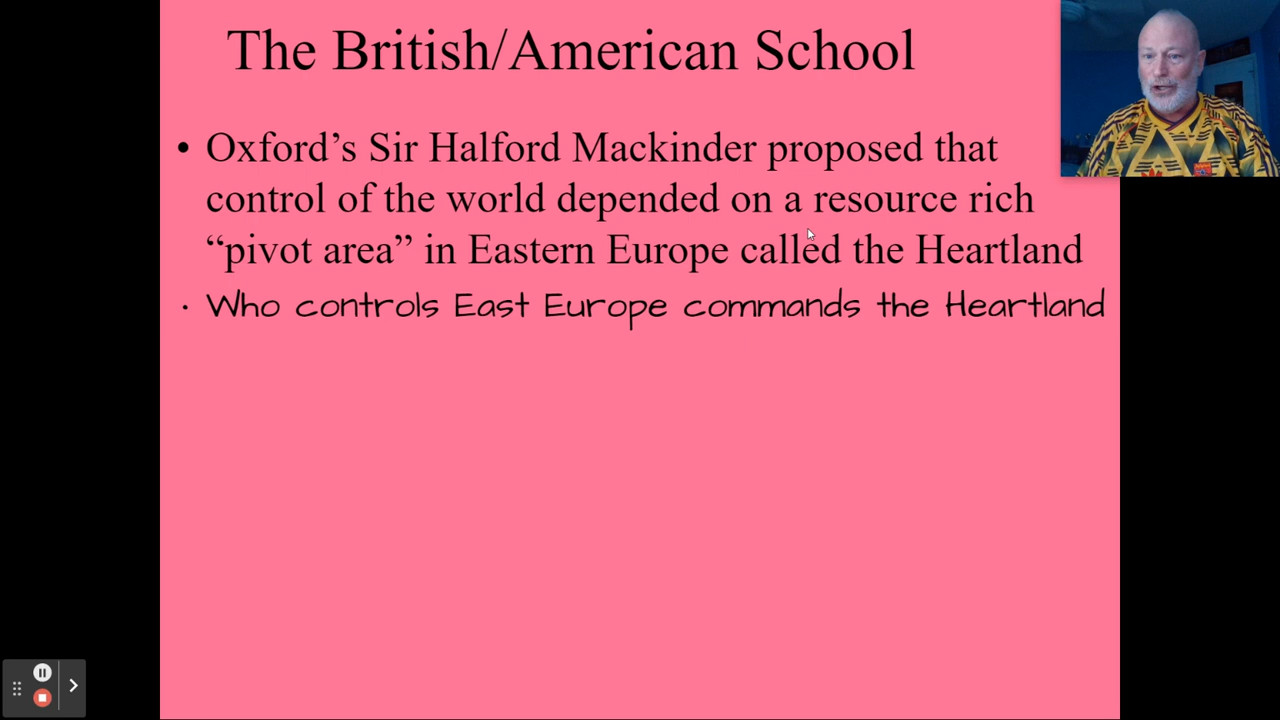 The British/American School
• Oxford’s Sir Halford Mackinder proposed that
control of the world depended on a resource rich
“pivot area” in Eastern Europe called the Heartland
• Who controls East Europe commands the Heartland